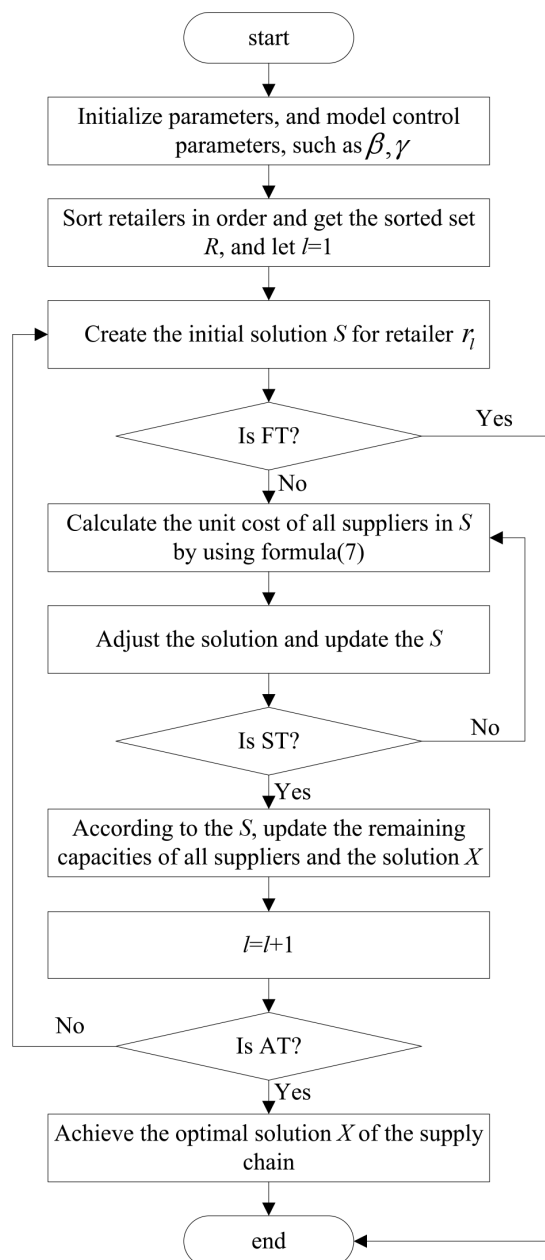 start
Initialize parameters, and model control
parameters, such as β, γ
Sort retailers in order and get the sorted set
R, and let l=1
Create the initial solution S for retailer rₗ
Is FT?
Yes
No
Calculate the unit cost of all suppliers in S
by using formula(7)
Adjust the solution and update the S
Is ST?
No
Yes
According to the S, update the remaining
capacities of all suppliers and the solution X
l=l+1
No
Is AT?
Yes
Achieve the optimal solution X of the supply
chain
end